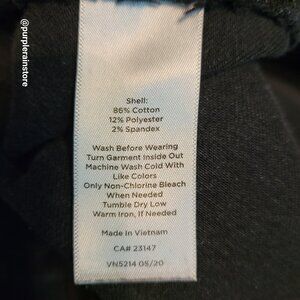 @purplerainstore
Shell:
86% Cotton
12% Polyester
2% Spandex
Wash Before Wearing
Turn Garment Inside Out
Machine Wash Cold With
Like Colors
Only Non-Chlorine Bleach
When Needed
Tumble Dry Low
Warm Iron, If Needed
Made In Vietnam
CA# 23147
VN5214 05/20